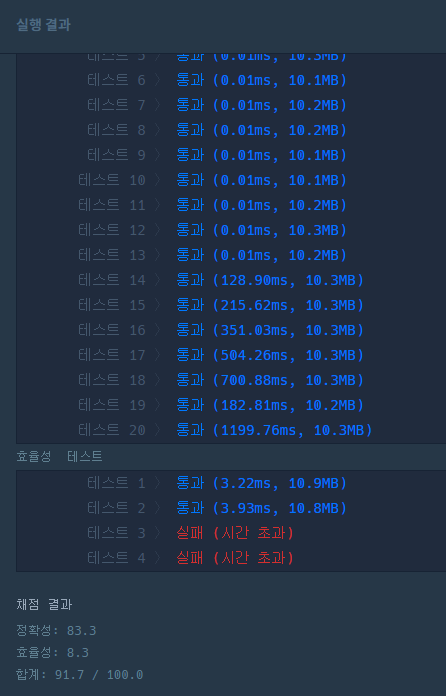 실행 결과
테스트 5 〉 통과 (0.01ms, 10.3MB)
테스트 6 〉 통과 (0.01ms, 10.1MB)
테스트 7 〉 통과 (0.01ms, 10.2MB)
테스트 8 〉 통과 (0.01ms, 10.2MB)
테스트 9 〉 통과 (0.01ms, 10.1MB)
테스트 10 〉 통과 (0.01ms, 10.1MB)
테스트 11 〉 통과 (0.01ms, 10.2MB)
테스트 12 〉 통과 (0.01ms, 10.3MB)
테스트 13 〉 통과 (0.01ms, 10.2MB)
테스트 14 〉 통과 (128.90ms, 10.3MB)
테스트 15 〉 통과 (215.62ms, 10.3MB)
테스트 16 〉 통과 (351.03ms, 10.3MB)
테스트 17 〉 통과 (504.26ms, 10.3MB)
테스트 18 〉 통과 (700.88ms, 10.3MB)
테스트 19 〉 통과 (182.81ms, 10.2MB)
테스트 20 〉 통과 (1199.76ms, 10.3MB)
효율성 테스트
테스트 1 〉 통과 (3.22ms, 10.9MB)
테스트 2 〉 통과 (3.93ms, 10.8MB)
테스트 3 〉 실패 (시간 초과)
테스트 4 〉 실패 (시간 초과)
채점 결과
정확성: 83.3
효율성: 8.3
합계: 91.7 / 100.0